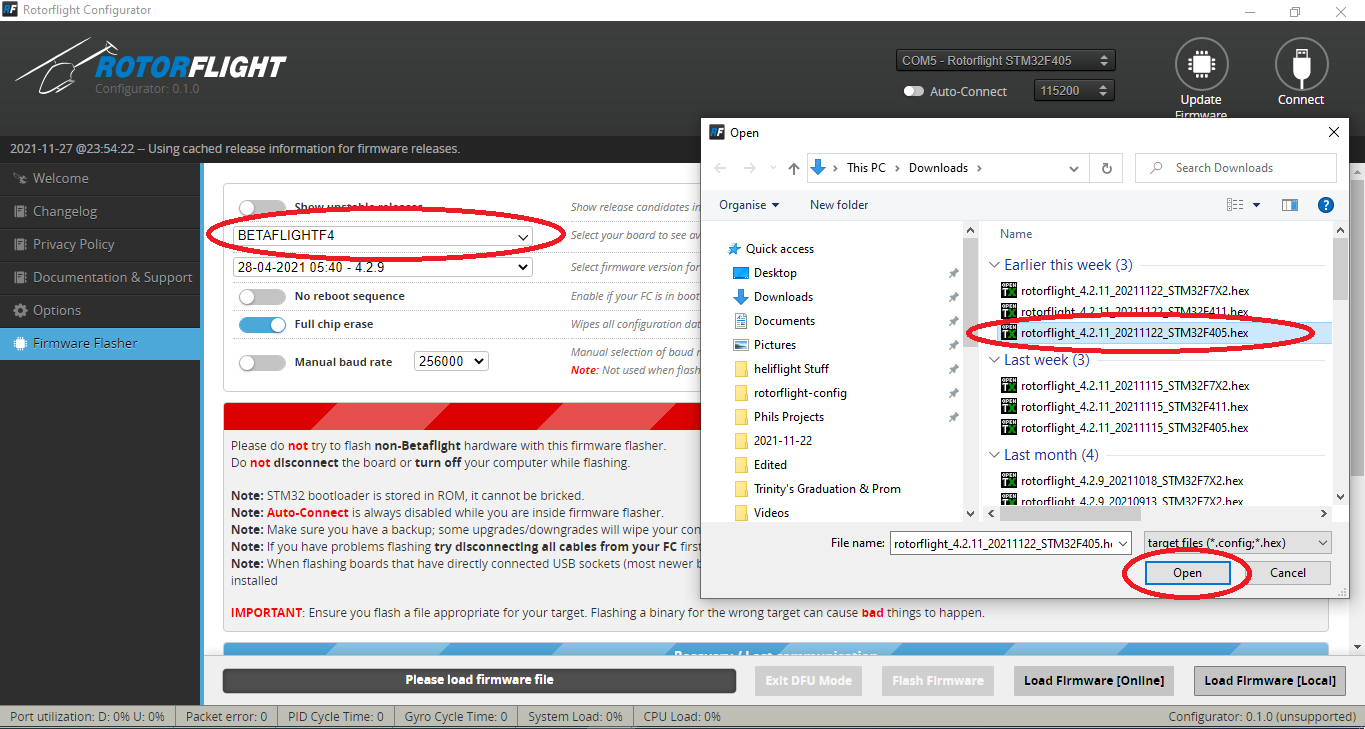 Rotorflight Configurator
ROTORFLIGHT
Configurator: 0.1.0
COM5 - Rotorflight STM32F405
Auto-Connect
115200
Update
Firmware
Connect
2021-11-27 @23:54:22 -- Using cached release information for firmware releases.
Welcome
Changelog
Privacy Policy
Documentation & Support
Options
Firmware Flasher
Show unstable releases
Show release candidates in
BETAFLIGHTF4
Select your board to see av
28-04-2021 05:40 - 4.2.9
Select firmware version for
No reboot sequence
Enable if your FC is in boot
Full chip erase
Wipes all configuration dat
Manual baud rate
256000
Manual selection of baud r
Note: Not used when flash
Please do not try to flash non-Betaflight hardware with this firmware flasher.
Do not disconnect the board or turn off your computer while flashing.
Note: STM32 bootloader is stored in ROM, it cannot be bricked.
Note: Auto-Connect is always disabled while you are inside firmware flasher.
Note: Make sure you have a backup; some upgrades/downgrades will wipe your con
Note: If you have problems flashing try disconnecting all cables from your FC first
Note: When flashing boards that have directly connected USB sockets (most newer b
installed
IMPORTANT: Ensure you flash a file appropriate for your target. Flashing a binary for the wrong target can cause bad things to happen.
Recovery / Lost communication
Please load firmware file
Exit DFU Mode
Flash Firmware
Load Firmware [Online]
Load Firmware [Local]
Port utilization: D: 0% U: 0%
Packet error: 0
PID Cycle Time: 0
Gyro Cycle Time: 0
System Load: 0%
CPU Load: 0%
Configurator: 0.1.0 (unsupported)
Open
This PC
Downloads
Search Downloads
Organise
New folder
Quick access
Desktop
Downloads
Documents
Pictures
heliflight Stuff
rotorflight-config
Phils Projects
2021-11-22
Edited
Trinity's Graduation & Prom
Videos
Name
Earlier this week (3)
rotorflight_4.2.11_20211122_STM32F7X2.hex
rotorflight_4.2.11_20211122_STM32F411.hex
rotorflight_4.2.11_20211122_STM32F405.hex
Last week (3)
rotorflight_4.2.11_20211115_STM32F7X2.hex
rotorflight_4.2.11_20211115_STM32F411.hex
rotorflight_4.2.11_20211115_STM32F405.hex
Last month (4)
rotorflight_4.2.9_20211018_STM32F7X2.hex
rotorflight_4.2.9_20210913_STM32F7X2.hex
File name:
rotorflight_4.2.11_20211122_STM32F405.h
target files (*.config;*.hex)
Open
Cancel